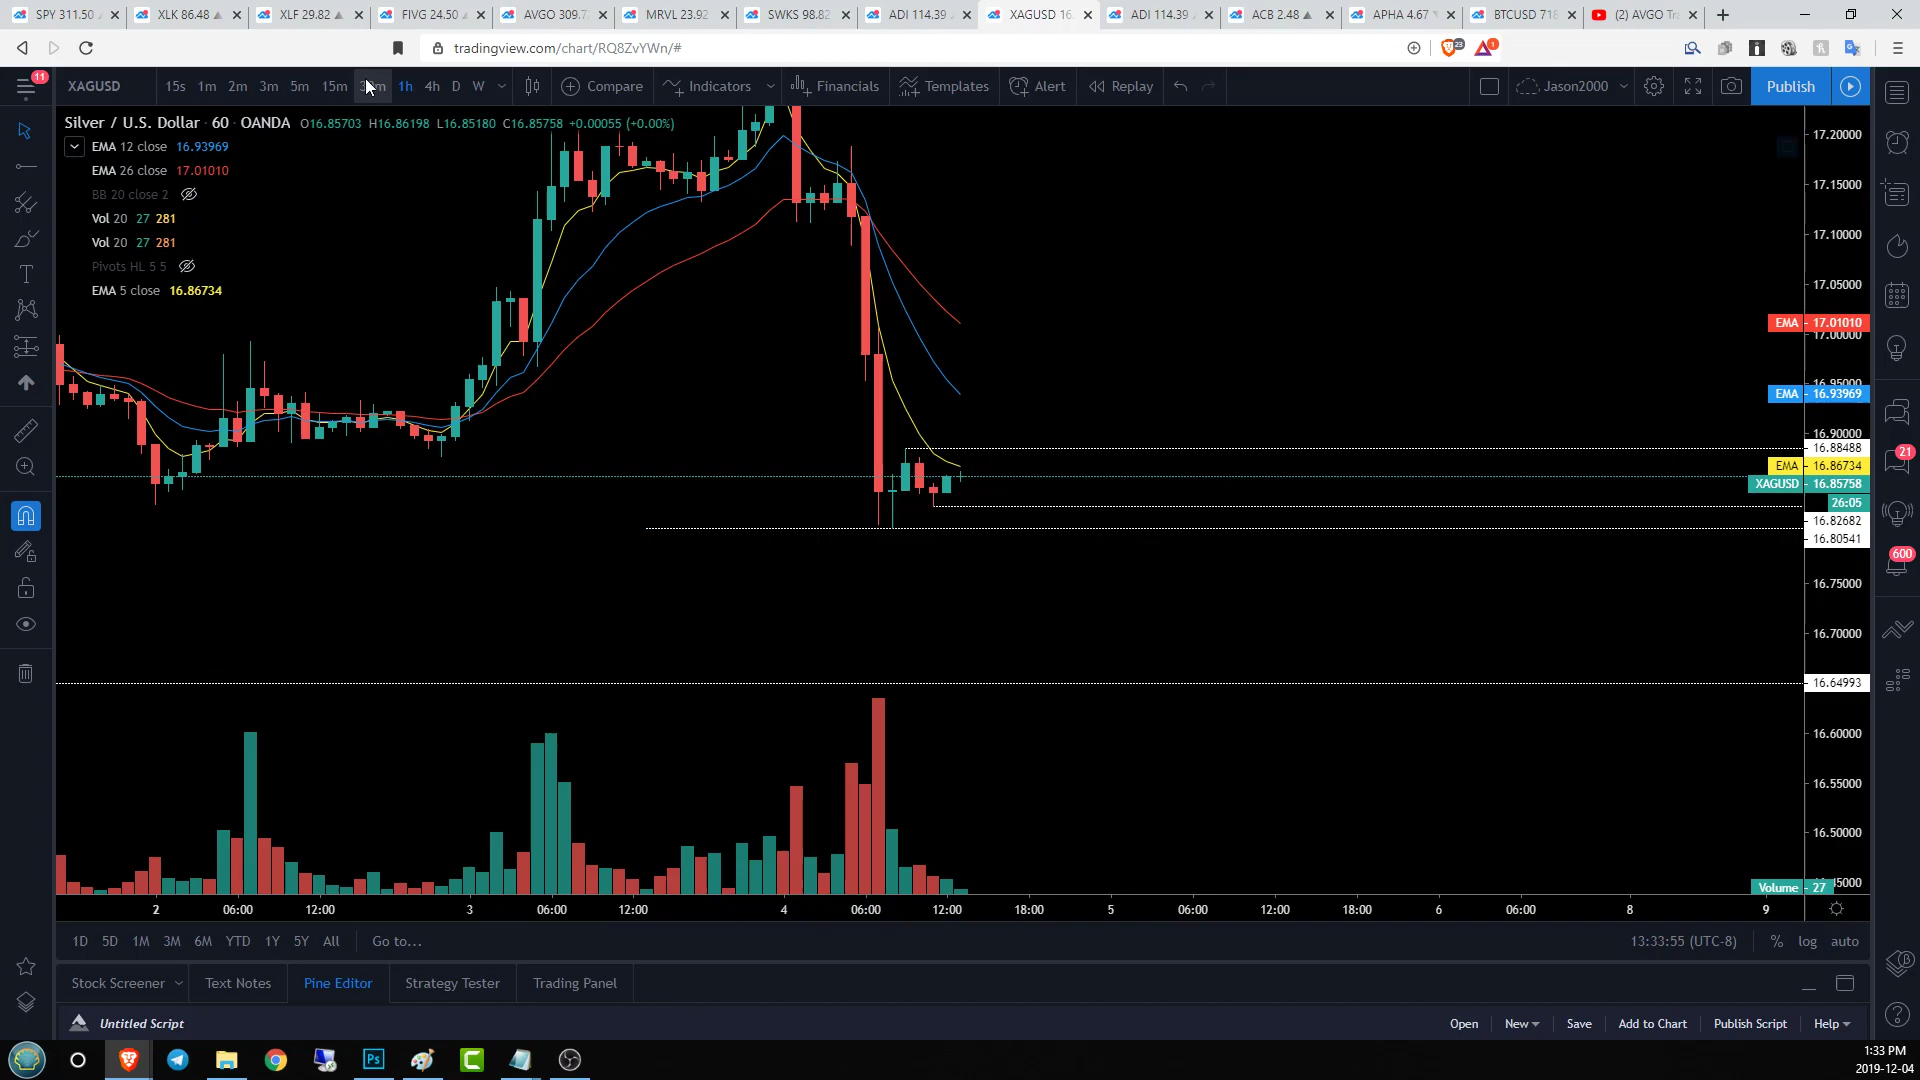 SPY 311.50
XLK 86.48
XLF 29.82
FIVG 24.50
AVGO 309.7
MRVL 23.92
SWKS 98.82
ADI 114.39
XAGUSD 16.
ADI 114.39
ACB 2.48
APHA 4.67
BTCUSD 718
(2) AVGO Tr
tradingview.com/chart/RQ8ZvYWn/#
23
1
11
XAGUSD
15s 1m 2m 3m 5m 15m 1h 4h D W
Compare
Indicators
Financials
Templates
Alert
Replay
Jason2000
Publish
Silver / U.S. Dollar · 60 · OANDA O16.85703 H16.86198 L16.85180 C16.85758 +0.00055 (+0.00%)
EMA 12 close 16.93969
EMA 26 close 17.01010
BB 20 close 2
Vol 20 27 281
Vol 20 27 281
Pivots HL 5 5
EMA 5 close 16.86734
17.20000
17.15000
17.10000
17.05000
EMA 17.01010
17.00000
16.95000
EMA 16.93969
16.90000
16.88488
EMA 16.86734
XAGUSD 16.85758
26:05
16.82682
16.80541
16.75000
16.70000
16.64993
16.60000
16.55000
16.50000
Volume 27
21
600
2 06:00 12:00 3 06:00 12:00 4 06:00 12:00 18:00 5 06:00 12:00 18:00 6 06:00 8 9
1D 5D 1M 3M 6M YTD 1Y 5Y All Go to...
13:33:55 (UTC-8) % log auto
Stock Screener Text Notes Pine Editor Strategy Tester Trading Panel
Untitled Script
Open New Save Add to Chart Publish Script Help
Ps
1:33 PM
2019-12-04